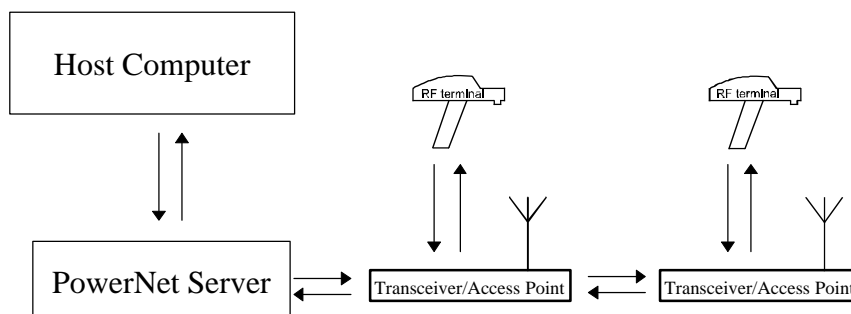 Host Computer
RF terminal
RF terminal
PowerNet Server
Transceiver/Access Point
Transceiver/Access Point